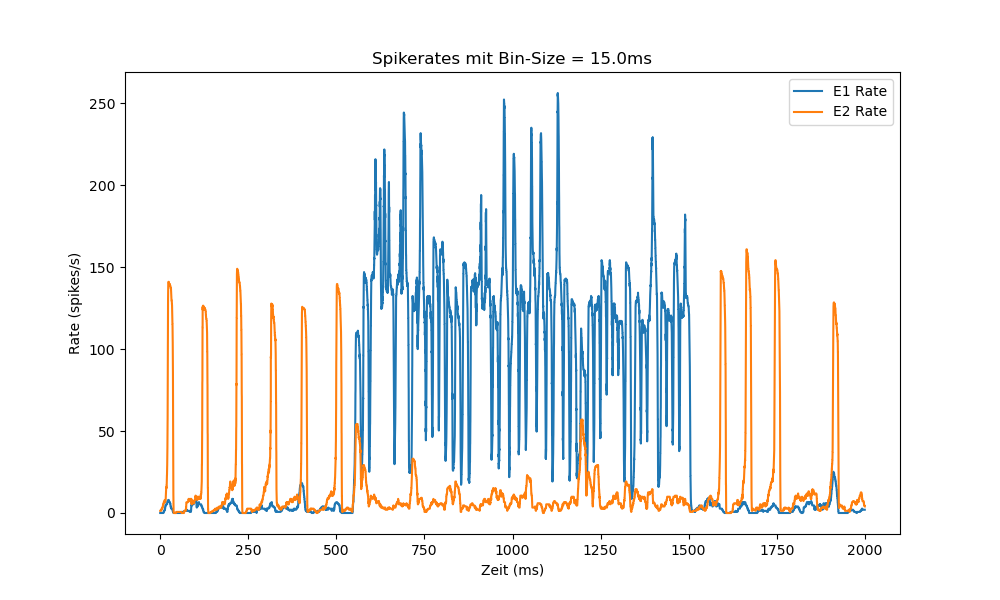 Spikerates mit Bin-Size = 15.0ms
E1 Rate
E2 Rate
250
200
150
100
50
0
Rate (spikes/s)
0 250 500 750 1000 1250 1500 1750 2000
Zeit (ms)